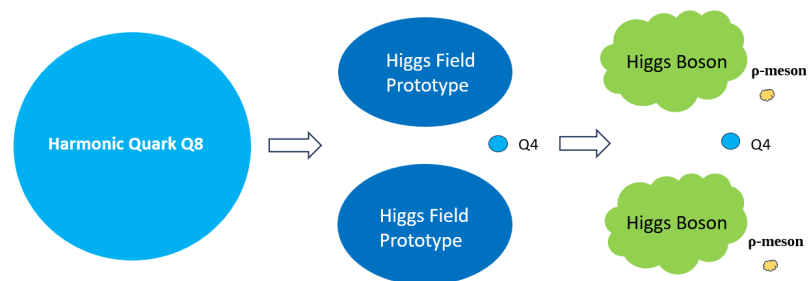 Harmonic Quark Q8
Higgs Field
Prototype
Q4
Higgs Field
Prototype
Higgs Boson
ρ-meson
Q4
Higgs Boson
ρ-meson